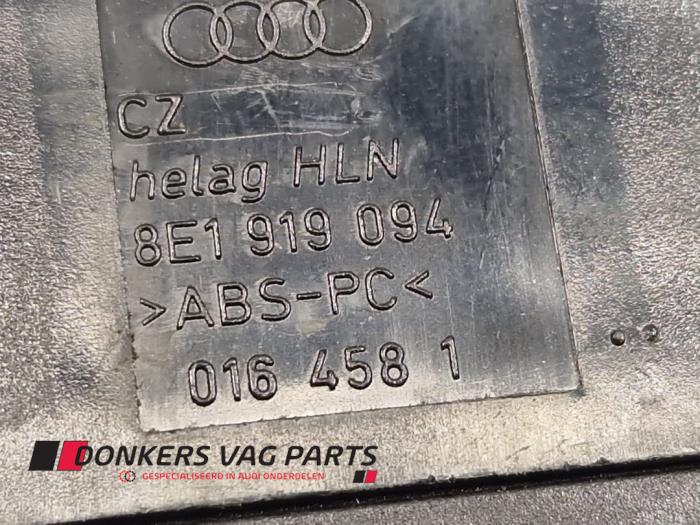 CZ
helag HLN
8E1 919 094
>ABS-PC<
016 458 1
DONKERS VAG PARTS
GESPECIALISEERD IN AUDI ONDERDELEN